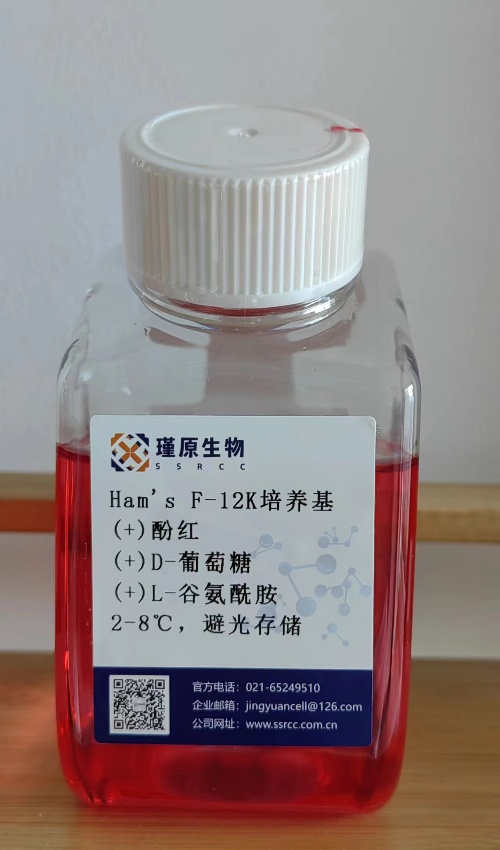 瑾原生物
SSRCC
Ham's F-12K培养基
(+)酚红
(+)D-葡萄糖
(+)L-谷氨酰胺
2-8℃，避光存储
官方电话：021-65249510
企业邮箱：jingyuancell@126.com
公司网址：www.ssrcc.com.cn